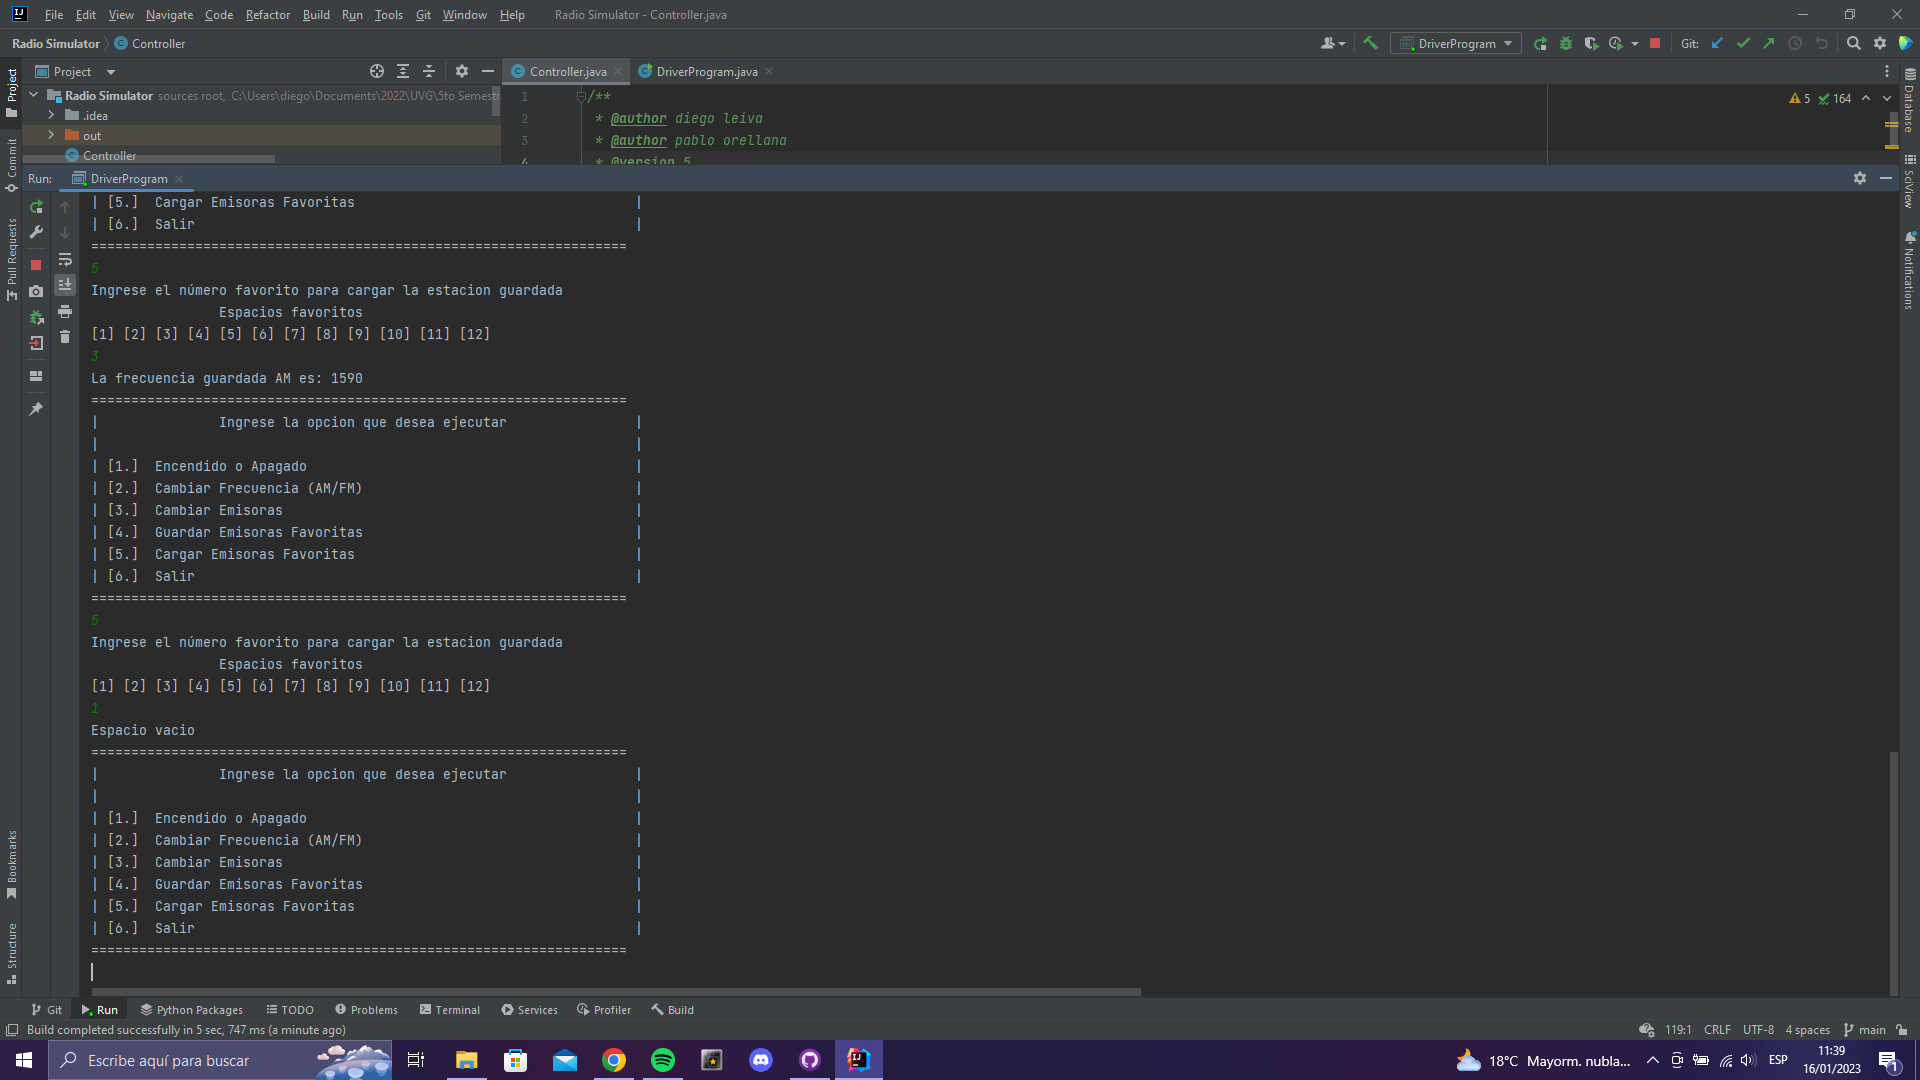 File Edit View Navigate Code Refactor Build Run Tools Git Window Help Radio Simulator - Controller.java
Radio Simulator Controller DriverProgram Git:
Project Controller.java DriverProgram.java
Radio Simulator sources root, C:\Users\diego\Documents\2022\UVG\5to Semestr
.idea
out
Controller
1 /**
2 * @author diego leiva
3 * @author pablo orellana
4 * @version 5
5 164
Run: DriverProgram
| [5.] Cargar Emisoras Favoritas |
| [6.] Salir |
===================================================================
5
Ingrese el número favorito para cargar la estacion guardada
Espacios favoritos
[1] [2] [3] [4] [5] [6] [7] [8] [9] [10] [11] [12]
3
La frecuencia guardada AM es: 1590
===================================================================
| Ingrese la opcion que desea ejecutar |
| |
| [1.] Encendido o Apagado |
| [2.] Cambiar Frecuencia (AM/FM) |
| [3.] Cambiar Emisoras |
| [4.] Guardar Emisoras Favoritas |
| [5.] Cargar Emisoras Favoritas |
| [6.] Salir |
===================================================================
5
Ingrese el número favorito para cargar la estacion guardada
Espacios favoritos
[1] [2] [3] [4] [5] [6] [7] [8] [9] [10] [11] [12]
1
Espacio vacio
===================================================================
| Ingrese la opcion que desea ejecutar |
| |
| [1.] Encendido o Apagado |
| [2.] Cambiar Frecuencia (AM/FM) |
| [3.] Cambiar Emisoras |
| [4.] Guardar Emisoras Favoritas |
| [5.] Cargar Emisoras Favoritas |
| [6.] Salir |
===================================================================
Project
Commit
Pull Requests
Bookmarks
Structure
Database
SciView
Notifications
Git Run Python Packages TODO Problems Terminal Services Profiler Build
Build completed successfully in 5 sec, 747 ms (a minute ago) 119:1 CRLF UTF-8 4 spaces main
Escribe aquí para buscar 18°C Mayorm. nubla... ESP 11:39
16/01/2023
1